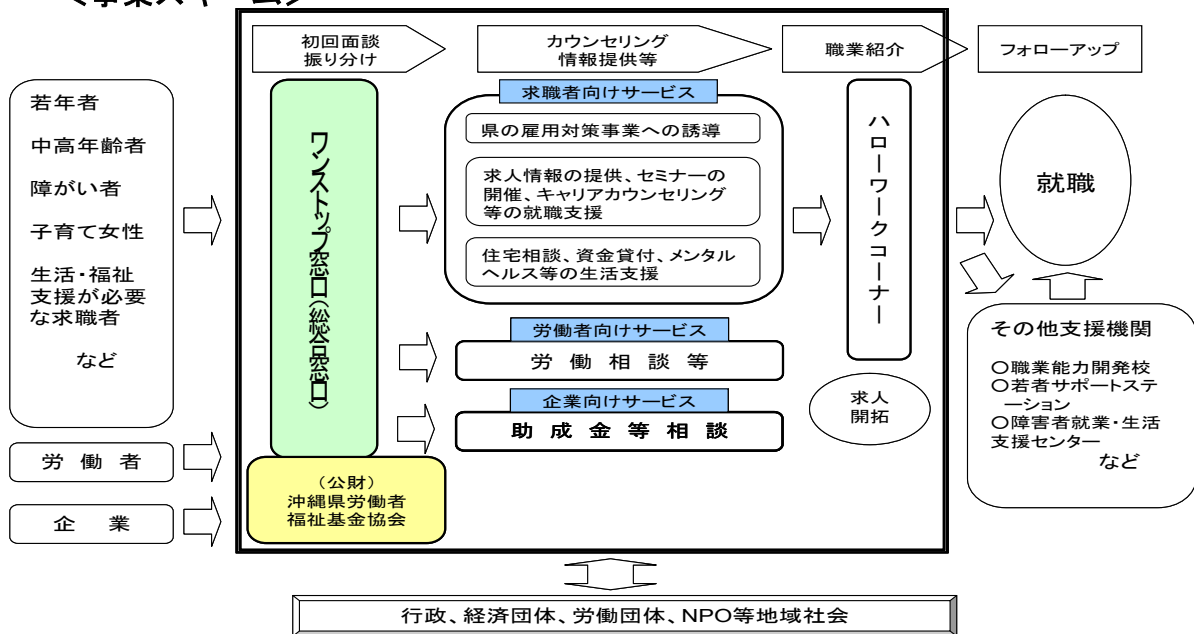 <事業スキーム>
初回面談
振り分け
カウンセリング
情報提供等
職業紹介
フォローアップ
若年者
中高年齢者
障がい者
子育て女性
生活・福祉
支援が必要
な求職者
など
労働者
企業
ワンストップ窓口(総合窓口)
(公財)
沖縄県労働者
福祉基金協会
求職者向けサービス
県の雇用対策事業への誘導
求人情報の提供、セミナーの
開催、キャリアカウンセリング
等の就職支援
住宅相談、資金貸付、メンタル
ヘルス等の生活支援
労働者向けサービス
労働相談等
企業向けサービス
助成金等相談
ハローワークコーナー
求人
開拓
就職
その他支援機関
○職業能力開発校
○若者サポートステ
ーション
○障害者就業・生活
支援センター
など
行政、経済団体、労働団体、NPO等地域社会